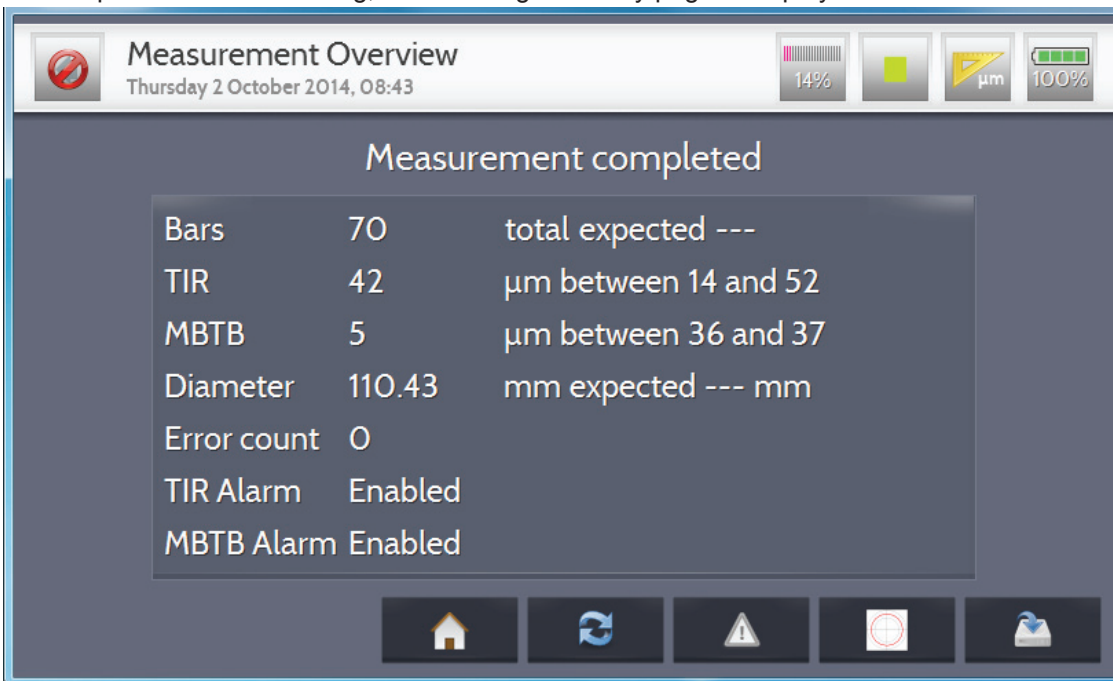 Measurement Overview
Thursday 2 October 2014, 08:43
14%
µm
100%
Measurement completed
Bars 70 total expected ---
TIR 42 µm between 14 and 52
MBTB 5 µm between 36 and 37
Diameter 110.43 mm expected --- mm
Error count 0
TIR Alarm Enabled
MBTB Alarm Enabled